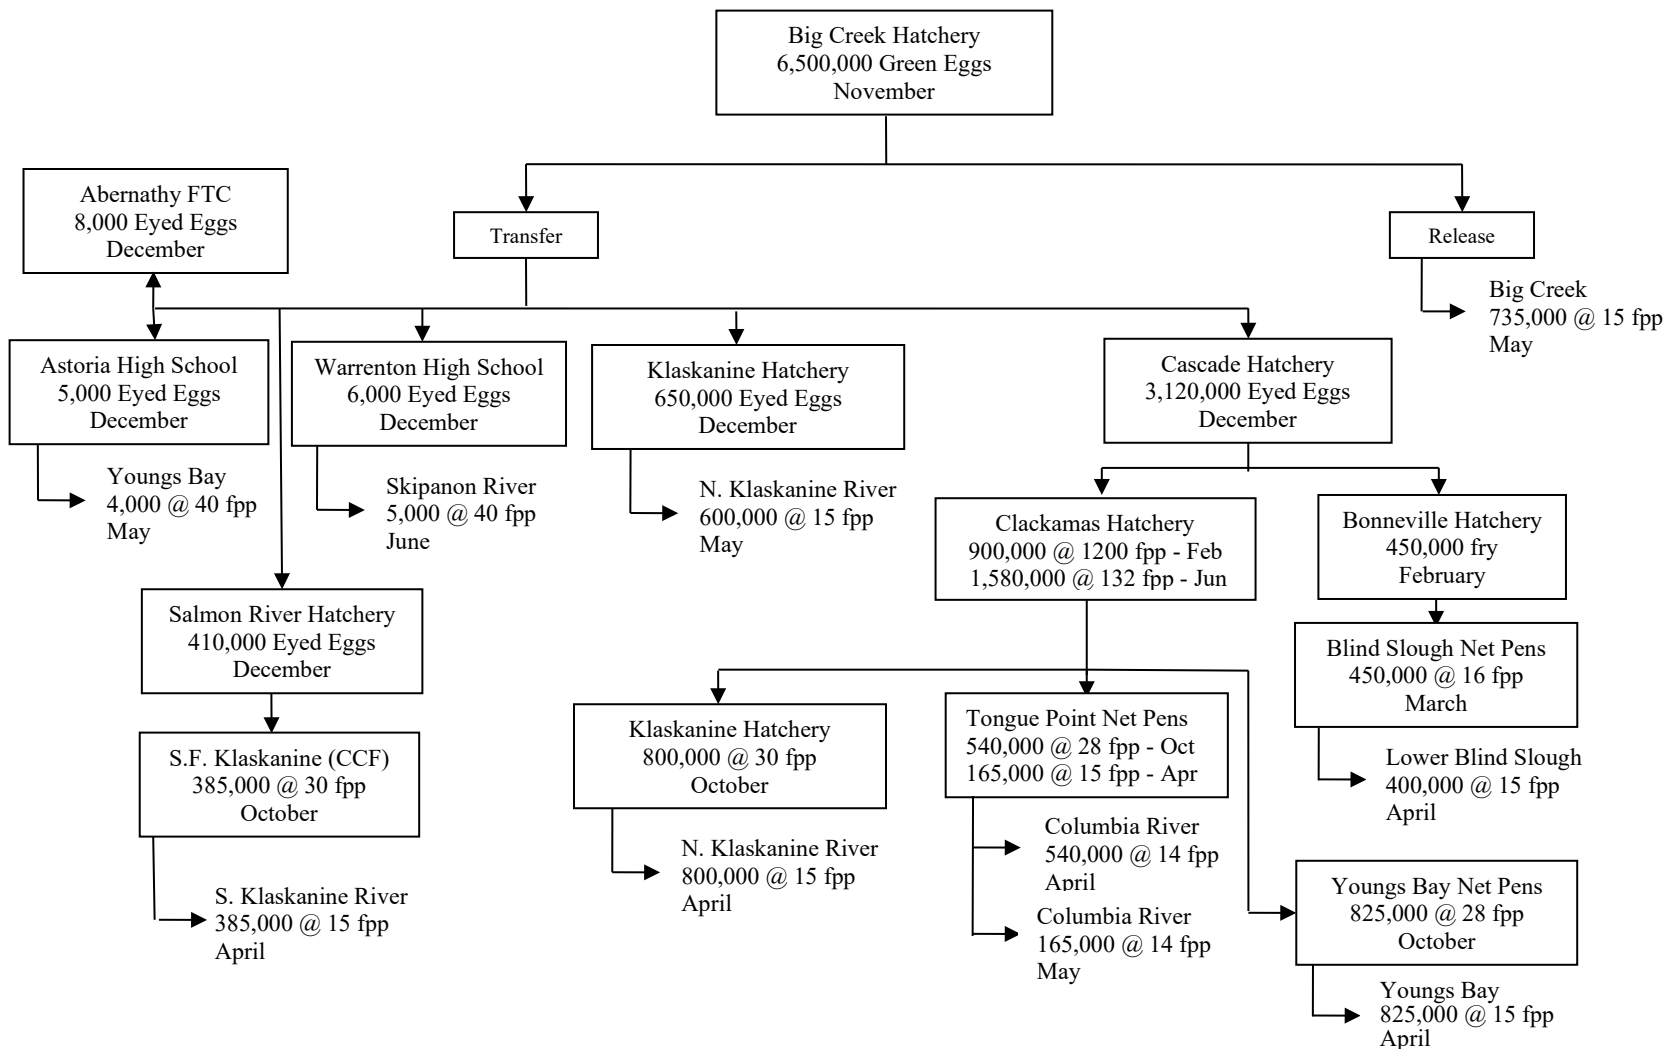 Big Creek Hatchery
6,500,000 Green Eggs
November
Abernathy FTC
8,000 Eyed Eggs
December
Transfer
Release
Big Creek
735,000 @ 15 fpp
May
Astoria High School
5,000 Eyed Eggs
December
Warrenton High School
6,000 Eyed Eggs
December
Klaskanine Hatchery
650,000 Eyed Eggs
December
Cascade Hatchery
3,120,000 Eyed Eggs
December
Youngs Bay
4,000 @ 40 fpp
May
Skipanon River
5,000 @ 40 fpp
June
N. Klaskanine River
600,000 @ 15 fpp
May
Clackamas Hatchery
900,000 @ 1200 fpp - Feb
1,580,000 @ 132 fpp - Jun
Bonneville Hatchery
450,000 fry
February
Salmon River Hatchery
410,000 Eyed Eggs
December
Blind Slough Net Pens
450,000 @ 16 fpp
March
S.F. Klaskanine (CCF)
385,000 @ 30 fpp
October
Klaskanine Hatchery
800,000 @ 30 fpp
October
Tongue Point Net Pens
540,000 @ 28 fpp - Oct
165,000 @ 15 fpp - Apr
Lower Blind Slough
400,000 @ 15 fpp
April
S. Klaskanine River
385,000 @ 15 fpp
April
N. Klaskanine River
800,000 @ 15 fpp
April
Columbia River
540,000 @ 14 fpp
April
Columbia River
165,000 @ 14 fpp
May
Youngs Bay Net Pens
825,000 @ 28 fpp
October
Youngs Bay
825,000 @ 15 fpp
April